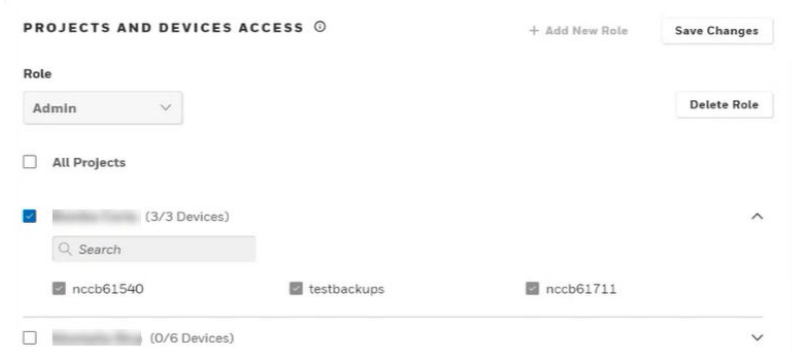 PROJECTS AND DEVICES ACCESS
+ Add New Role
Save Changes
Role
Admin
Delete Role
All Projects
(3/3 Devices)
Search
nccb61540 testbackups nccb61711
(0/6 Devices)